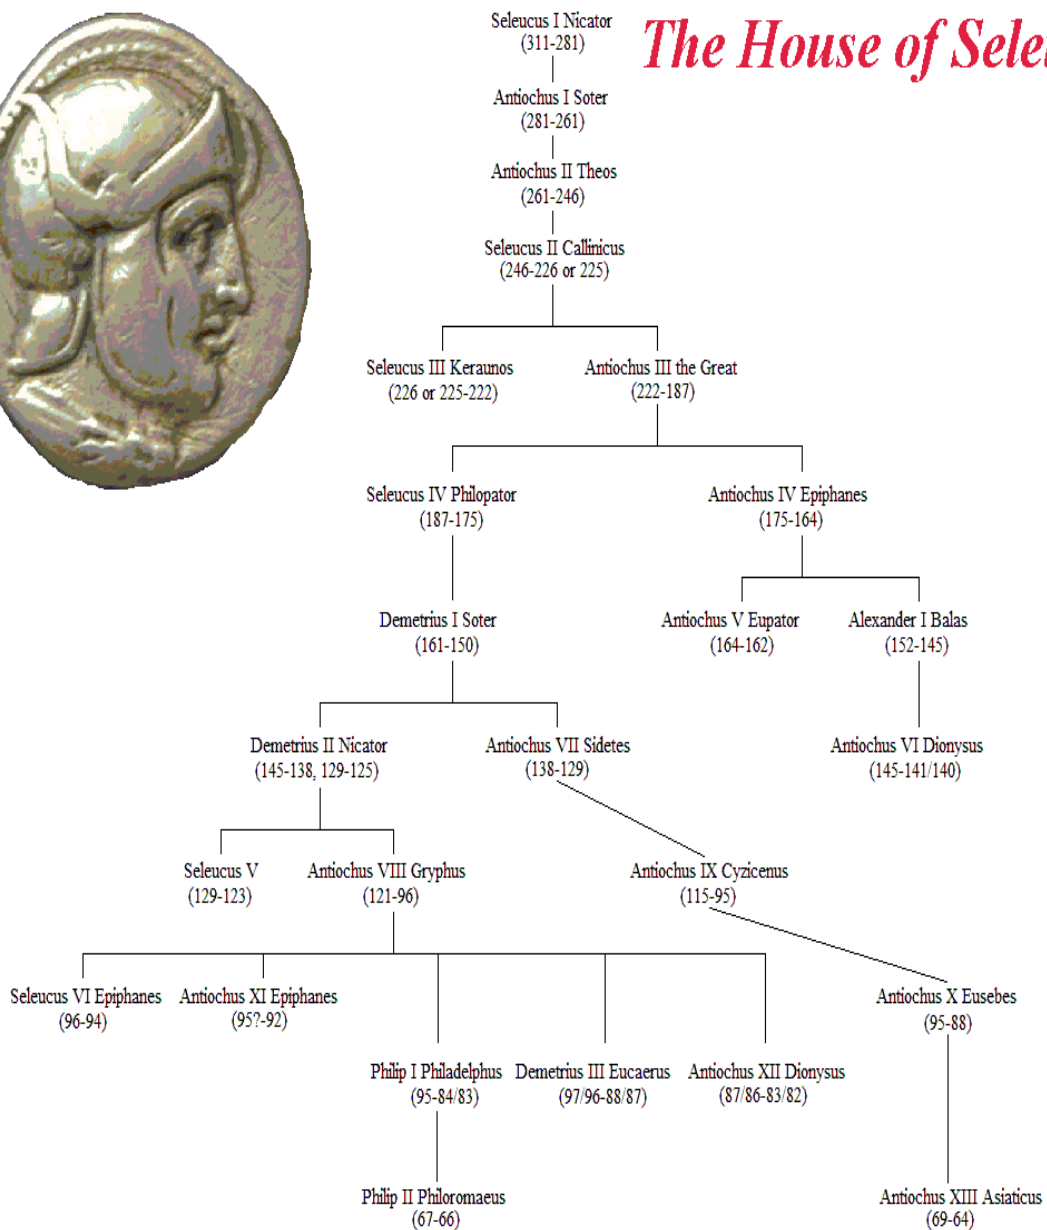 Seleucus I Nicator
(311-281)
The House of Sele
Antiochus I Soter
(281-261)
Antiochus II Theos
(261-246)
Seleucus II Callinicus
(246-226 or 225)
Seleucus III Keraunos
(226 or 225-222)
Antiochus III the Great
(222-187)
Seleucus IV Philopator
(187-175)
Antiochus IV Epiphanes
(175-164)
Demetrius I Soter
(161-150)
Antiochus V Eupator
(164-162)
Alexander I Balas
(152-145)
Demetrius II Nicator
(145-138, 129-125)
Antiochus VII Sidetes
(138-129)
Antiochus VI Dionysus
(145-141/140)
Seleucus V
(129-123)
Antiochus VIII Gryphus
(121-96)
Antiochus IX Cyzicenus
(115-95)
Seleucus VI Epiphanes
(96-94)
Antiochus XI Epiphanes
(95?-92)
Antiochus X Eusebes
(95-88)
Philip I Philadelphus
(95-84/83)
Demetrius III Eucaerus
(97/96-88/87)
Antiochus XII Dionysus
(87/86-83/82)
Philip II Philoromaeus
(67-66)
Antiochus XIII Asiaticus
(69-64)